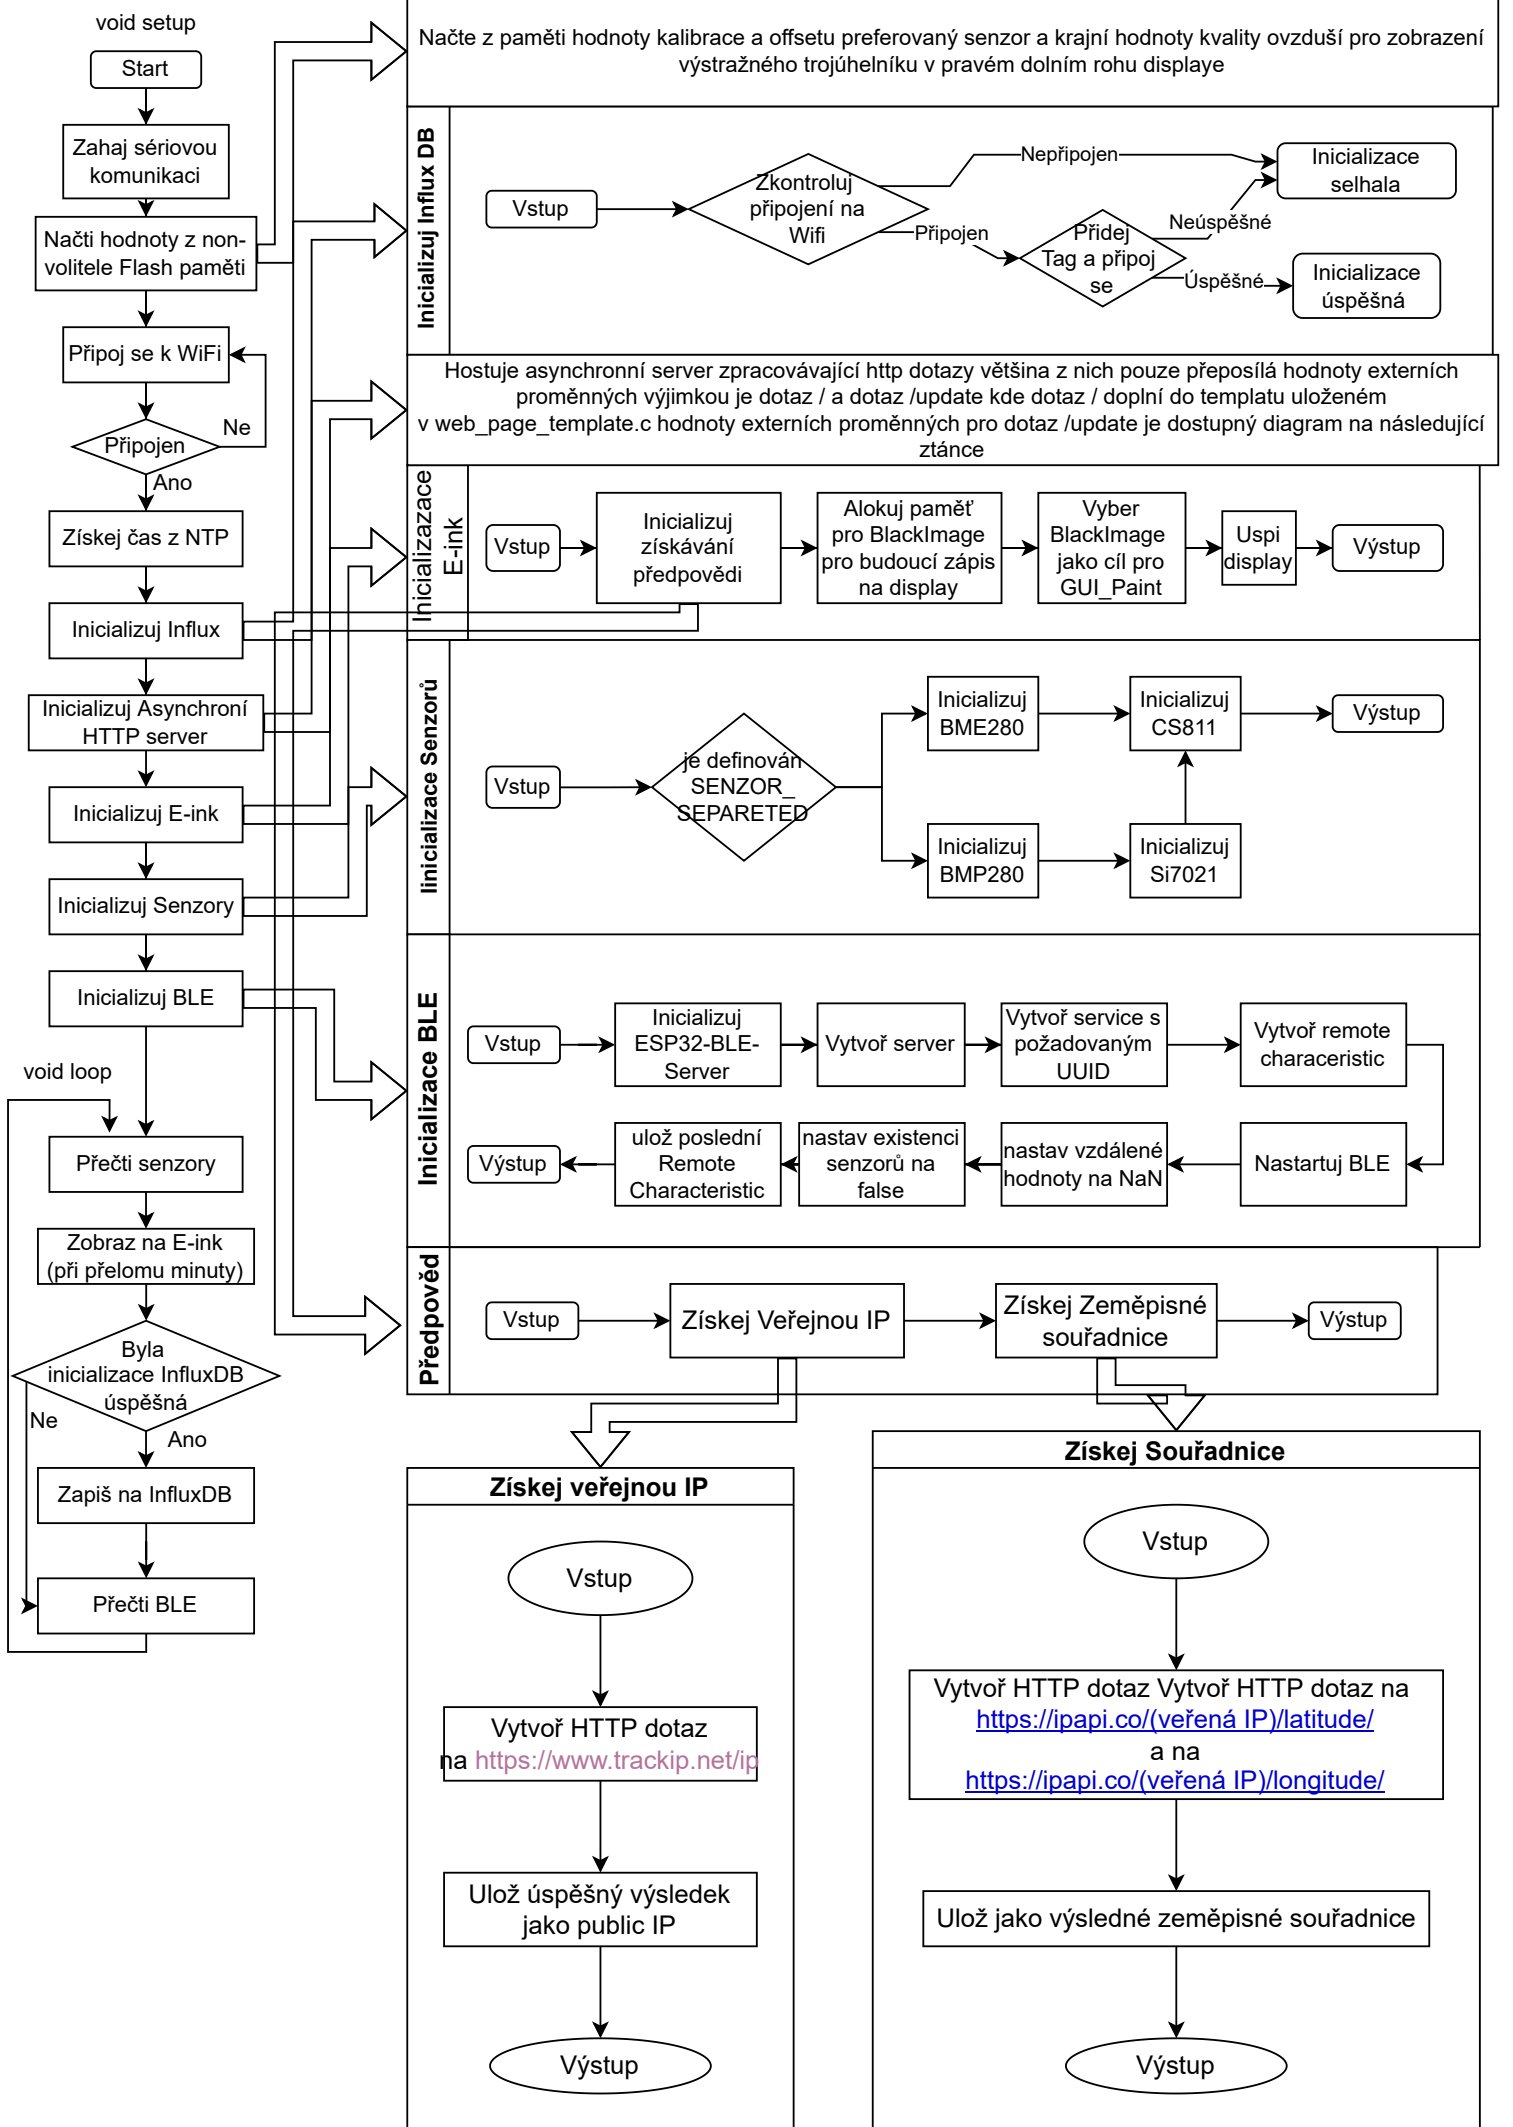 void setup
Start
Zahaj sériovou
komunikaci
Načti hodnoty z non-
volitele Flash paměti
Připoj se k WiFi
Připojen
Ne
Ano
Získej čas z NTP
Inicializuj Influx
Inicializuj Asynchroní
HTTP server
Inicializuj E-ink
Inicializuj Senzory
Inicializuj BLE
void loop
Přečti senzory
Zobraz na E-ink
(při přelomu minuty)
Byla
inicializace InfluxDB
úspěšná
Ne
Ano
Zapiš na InfluxDB
Přečti BLE
Načte z paměti hodnoty kalibrace a offsetu preferovaný senzor a krajní hodnoty kvality ovzduší pro zobrazení
výstražného trojúhelníku v pravém dolním rohu displaye
Inicializuj Influx DB
Vstup
Zkontroluj
připojení na
Wifi
Nepřipojen
Připojen
Přidej
Tag a připoj
se
Neúspěšné
Úspěšné
Inicializace
selhala
Inicializace
úspěšná
Hostuje asynchronní server zpracovávající http dotazy většina z nich pouze přeposílá hodnoty externích
proměnných výjimkou je dotaz / a dotaz /update kde dotaz / doplní do templatu uloženém
v web_page_template.c hodnoty externích proměnných pro dotaz /update je dostupný diagram na následující
ztánce
Inicializazace
E-ink
Vstup
Inicializuj
získávání
předpovědi
Alokuj paměť
pro BlackImage
pro budoucí zápis
na display
Vyber
BlackImage
jako cíl pro
GUI_Paint
Uspi
display
Výstup
Iinicializace Senzorů
Vstup
je definován
SENZOR_
SEPARETED
Inicializuj
BME280
Inicializuj
CS811
Výstup
Inicializuj
BMP280
Inicializuj
Si7021
Inicializace BLE
Vstup
Inicializuj
ESP32-BLE-
Server
Vytvoř server
Vytvoř service s
požadovaným
UUID
Vytvoř remote
characeristic
Výstup
ulož poslední
Remote
Characteristic
nastav existenci
senzorů na
false
nastav vzdálené
hodnoty na NaN
Nastartuj BLE
Předpověd
Vstup
Získej Veřejnou IP
Získej Zeměpisné
souřadnice
Výstup
Získej veřejnou IP
Vstup
Vytvoř HTTP dotaz
na https://www.trackip.net/ip
Ulož úspěšný výsledek
jako public IP
Výstup
Získej Souřadnice
Vstup
Vytvoř HTTP dotaz Vytvoř HTTP dotaz na
https://ipapi.co/(veřená IP)/latitude/
a na
https://ipapi.co/(veřená IP)/longitude/
Ulož jako výsledné zeměpisné souřadnice
Výstup